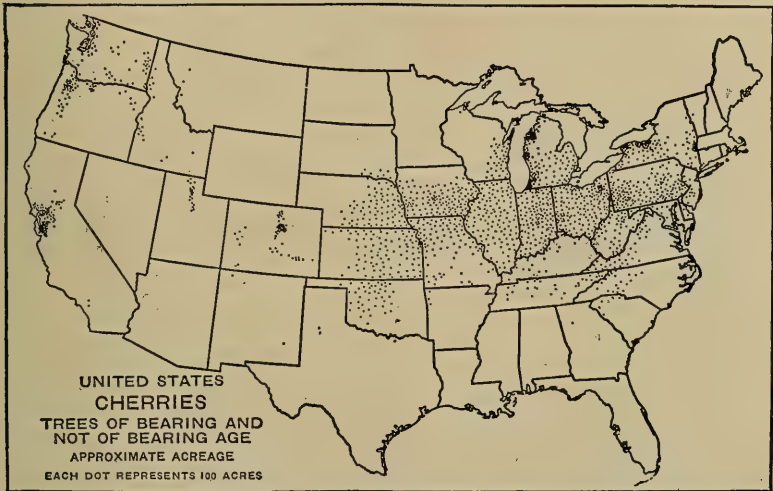 UNITED STATES
CHERRIES
TREES OF BEARING AND
NOT OF BEARING AGE
APPROXIMATE ACREAGE
EACH DOT REPRESENTS 100 ACRES